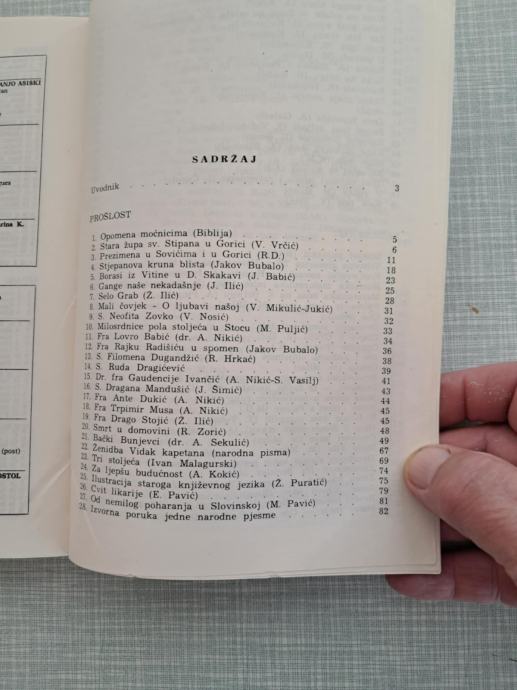 ANJO ASISKI
arina K.
(post)
OSTOL
SADRŽAJ
Uvodnik . . . . . . . . . . 3
PROŠLOST
1. Opomena moćnicima (Biblija) 5
2. Stara župa sv. Stipana u Gorici (V. Vrčić) 6
3. Prezimena u Sovićima i u Gorici (R.D.) 11
4. Stjepanova kruna blista (Jakov Bubalo) 18
5. Borasi iz Vitine u D. Skakavi (J. Babić) 23
6. Gange naše nekadašnje (J. Ilić) 25
7. Selo Grab (Ž. Ilić) 28
8. Mali čovjek - O ljubavi našoj (V. Mikulić-Jukić) 31
9. S. Neofita Zovko (V. Nosić) 32
10. Milosrdnice pola stoljeća u Stocu (M. Puljić) 33
11. Fra Lovro Babić (dr. A. Nikić) 34
12. Fra Rajku Radišiću u spomen (Jakov Bubalo) 36
13. S. Filomena Dugandžić (R. Hrkać) 38
14. S. Ruda Dragičević 39
15. Dr. fra Gaudencije Ivančić (A. Nikić-S. Vasilj) 41
16. S. Dragana Mandušić (J. Šimić) 43
17. Fra Ante Dukić (A. Nikić) 44
18. Fra Trpimir Musa (A. Nikić) 45
19. Fra Drago Stojić (Ž. Ilić) 45
20. Smrt u domovini (R. Zorić) 48
21. Bački Bunjevci (dr. A. Sekulić) 49
22. Ženidba Vidak kapetana (narodna pisma) 67
23. Tri stoljeća (Ivan Malagurski) 69
24. Za ljepšu budućnost (A. Kokić) 74
25. Ilustracija staroga književnog jezika (Ž. Puratić) 75
26. Cvit likarije (E. Pavić) 79
27. Od nemilog poharanja u Slovinskoj (M. Pavić) 81
28. Izvorna poruka jedne narodne pjesme 82